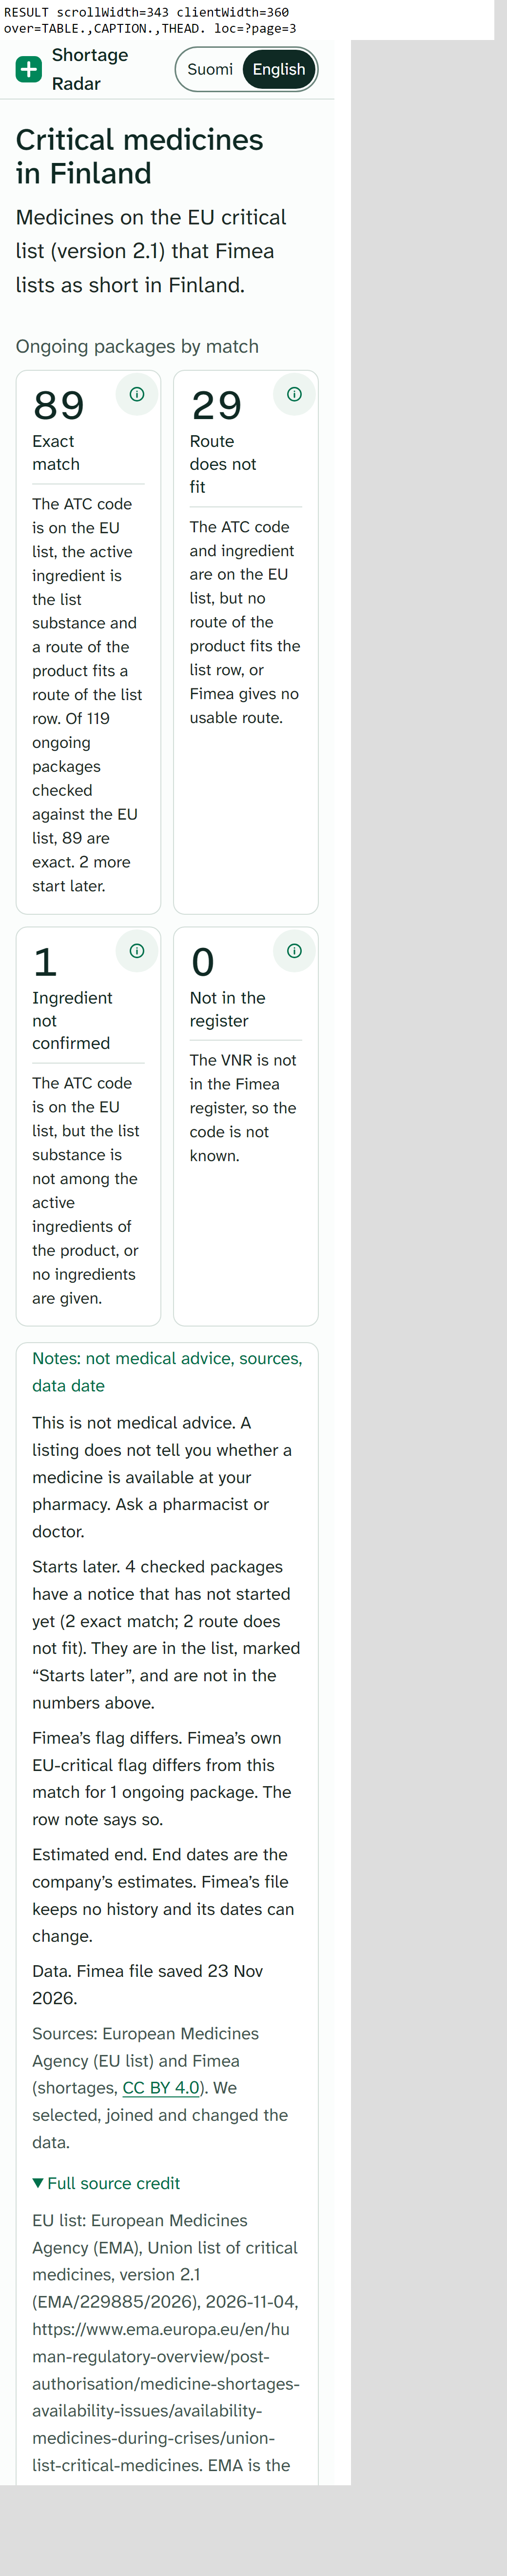 RESULT scrollWidth=343 clientWidth=360
over=TABLE.,CAPTION.,THEAD. loc=?page=3
Shortage
Radar
Suomi English
Critical medicines
in Finland
Medicines on the EU critical
list (version 2.1) that Fimea
lists as short in Finland.
Ongoing packages by match
89
Exact
match
The ATC code
is on the EU
list, the active
ingredient is
the list
substance and
a route of the
product fits a
route of the list
row. Of 119
ongoing
packages
checked
against the EU
list, 89 are
exact. 2 more
start later.
29
Route
does not
fit
The ATC code
and ingredient
are on the EU
list, but no
route of the
product fits the
list row, or
Fimea gives no
usable route.
1
Ingredient
not
confirmed
The ATC code
is on the EU
list, but the list
substance is
not among the
active
ingredients of
the product, or
no ingredients
are given.
0
Not in the
register
The VNR is not
in the Fimea
register, so the
code is not
known.
Notes: not medical advice, sources,
data date
This is not medical advice. A
listing does not tell you whether a
medicine is available at your
pharmacy. Ask a pharmacist or
doctor.
Starts later. 4 checked packages
have a notice that has not started
yet (2 exact match; 2 route does
not fit). They are in the list, marked
“Starts later”, and are not in the
numbers above.
Fimea’s flag differs. Fimea’s own
EU-critical flag differs from this
match for 1 ongoing package. The
row note says so.
Estimated end. End dates are the
company’s estimates. Fimea’s file
keeps no history and its dates can
change.
Data. Fimea file saved 23 Nov
2026.
Sources: European Medicines
Agency (EU list) and Fimea
(shortages, CC BY 4.0). We
selected, joined and changed the
data.
Full source credit
EU list: European Medicines
Agency (EMA), Union list of critical
medicines, version 2.1
(EMA/229885/2026), 2026-11-04,
https://www.ema.europa.eu/en/hu
man-regulatory-overview/post-
authorisation/medicine-shortages-
availability-issues/availability-
medicines-during-crises/union-
list-critical-medicines. EMA is the